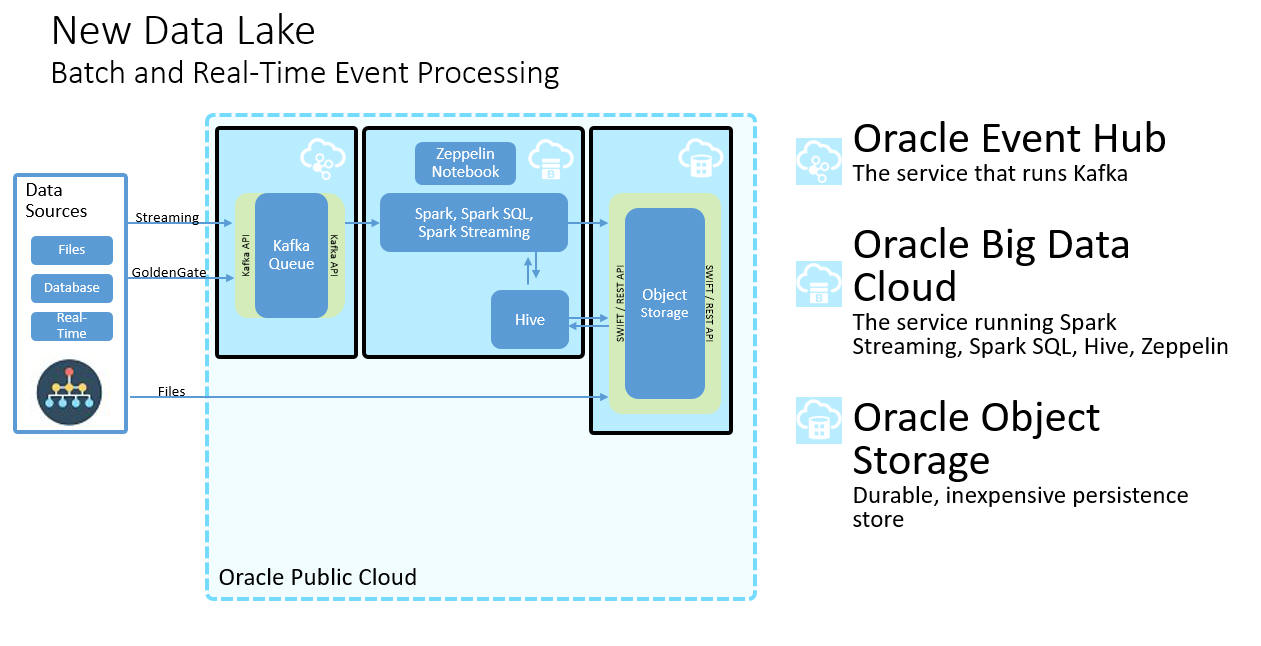 New Data Lake
Batch and Real-Time Event Processing
Data
Sources
Files
Database
Real-
Time
Streaming
GoldenGate
Files
Kafka API
Kafka
Queue
Kafka API
Zeppelin
Notebook
Spark, Spark SQL,
Spark Streaming
Hive
SWIFT / REST API
Object
Storage
SWIFT / REST API
Oracle Public Cloud
Oracle Event Hub
The service that runs Kafka
B
Oracle Big Data
Cloud
The service running Spark
Streaming, Spark SQL, Hive, Zeppelin
B
Oracle Object
Storage
Durable, inexpensive persistence
store